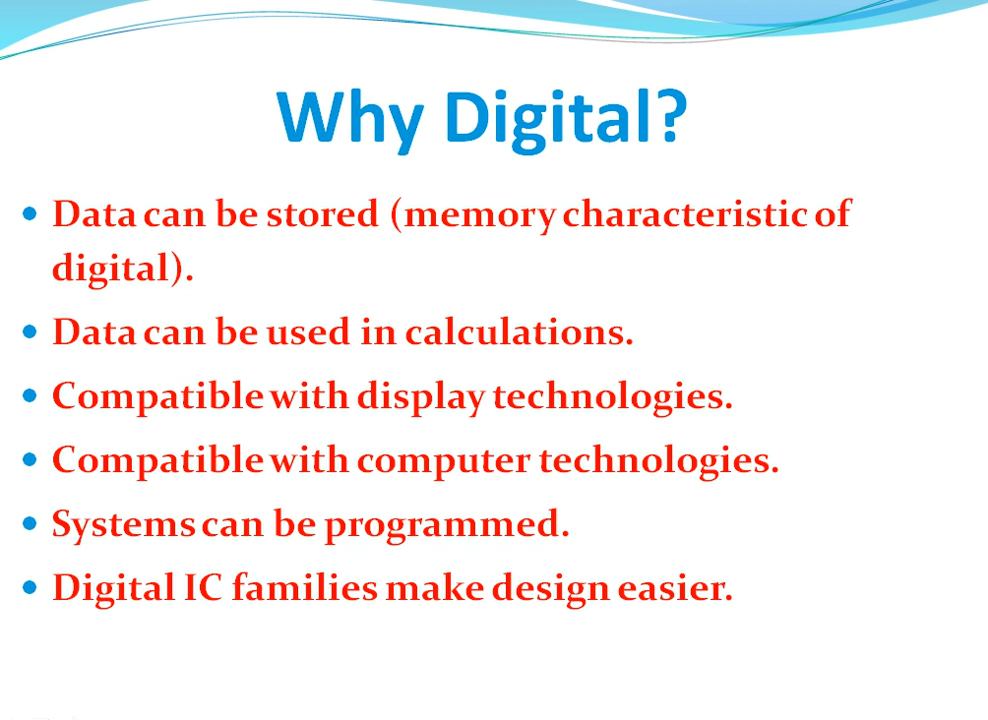 Why Digital?
• Data can be stored (memory characteristic of
digital).
• Data can be used in calculations.
• Compatible with display technologies.
• Compatible with computer technologies.
• Systems can be programmed.
• Digital IC families make design easier.